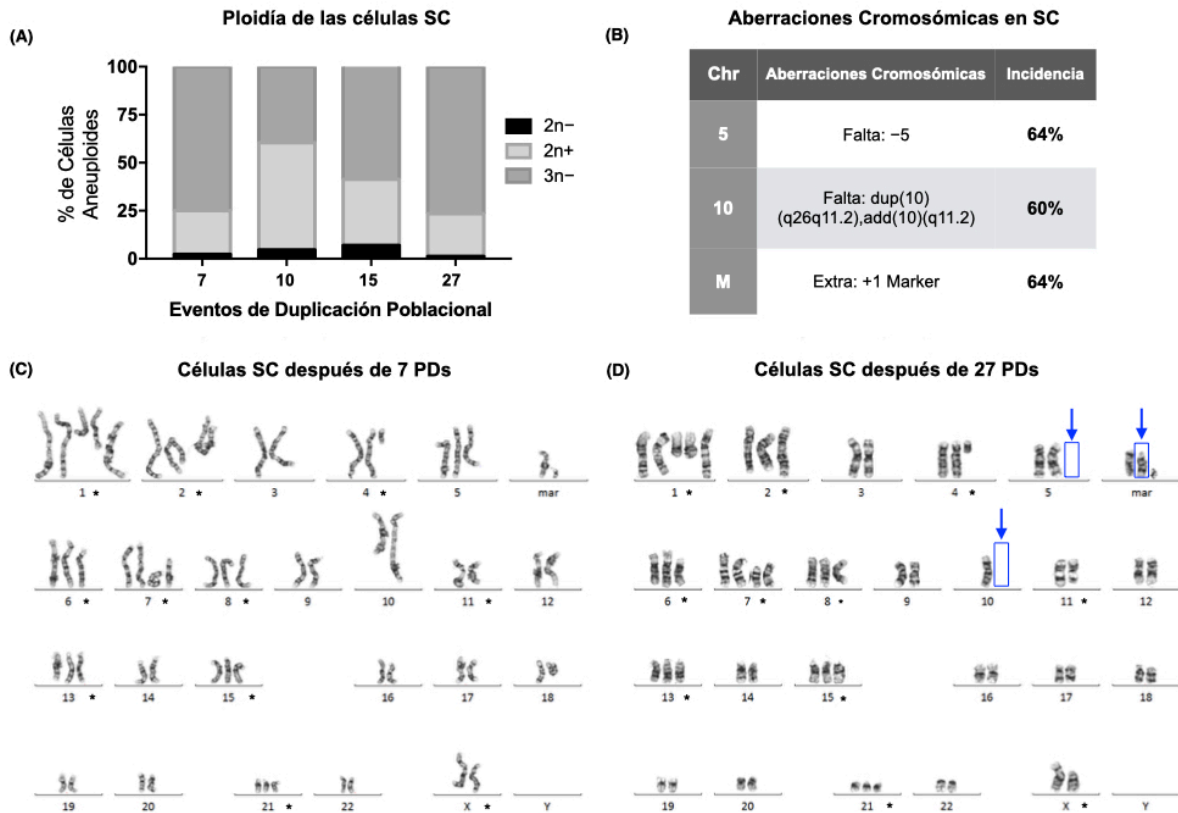 Ploidía de las células SC
(A)
% de Células
Aneuploides
100
75
50
25
0
7 10 15 27
Eventos de Duplicación Poblacional
2n−
2n+
3n−
Aberraciones Cromosómicas en SC
(B)
Chr Aberraciones Cromosómicas Incidencia
5 Falta: −5 64%
10 Falta: dup(10)
(q26q11.2),add(10)(q11.2) 60%
M Extra: +1 Marker 64%
(C) Células SC después de 7 PDs
1 * 2 * 3 4 * 5 mar
6 * 7 * 8 * 9 10 11 * 12
13 * 14 15 * 16 17 18
19 20 21 * 22 X * Y
(D) Células SC después de 27 PDs
1 * 2 * 3 4 * 5 mar
6 * 7 * 8 * 9 10 11 * 12
13 * 14 15 * 16 17 18
19 20 21 * 22 X * Y